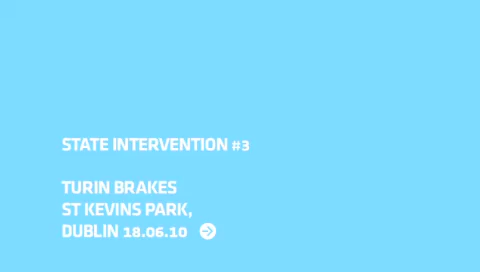 STATE INTERVENTION #3
TURIN BRAKES
ST KEVINS PARK,
DUBLIN 18.06.10